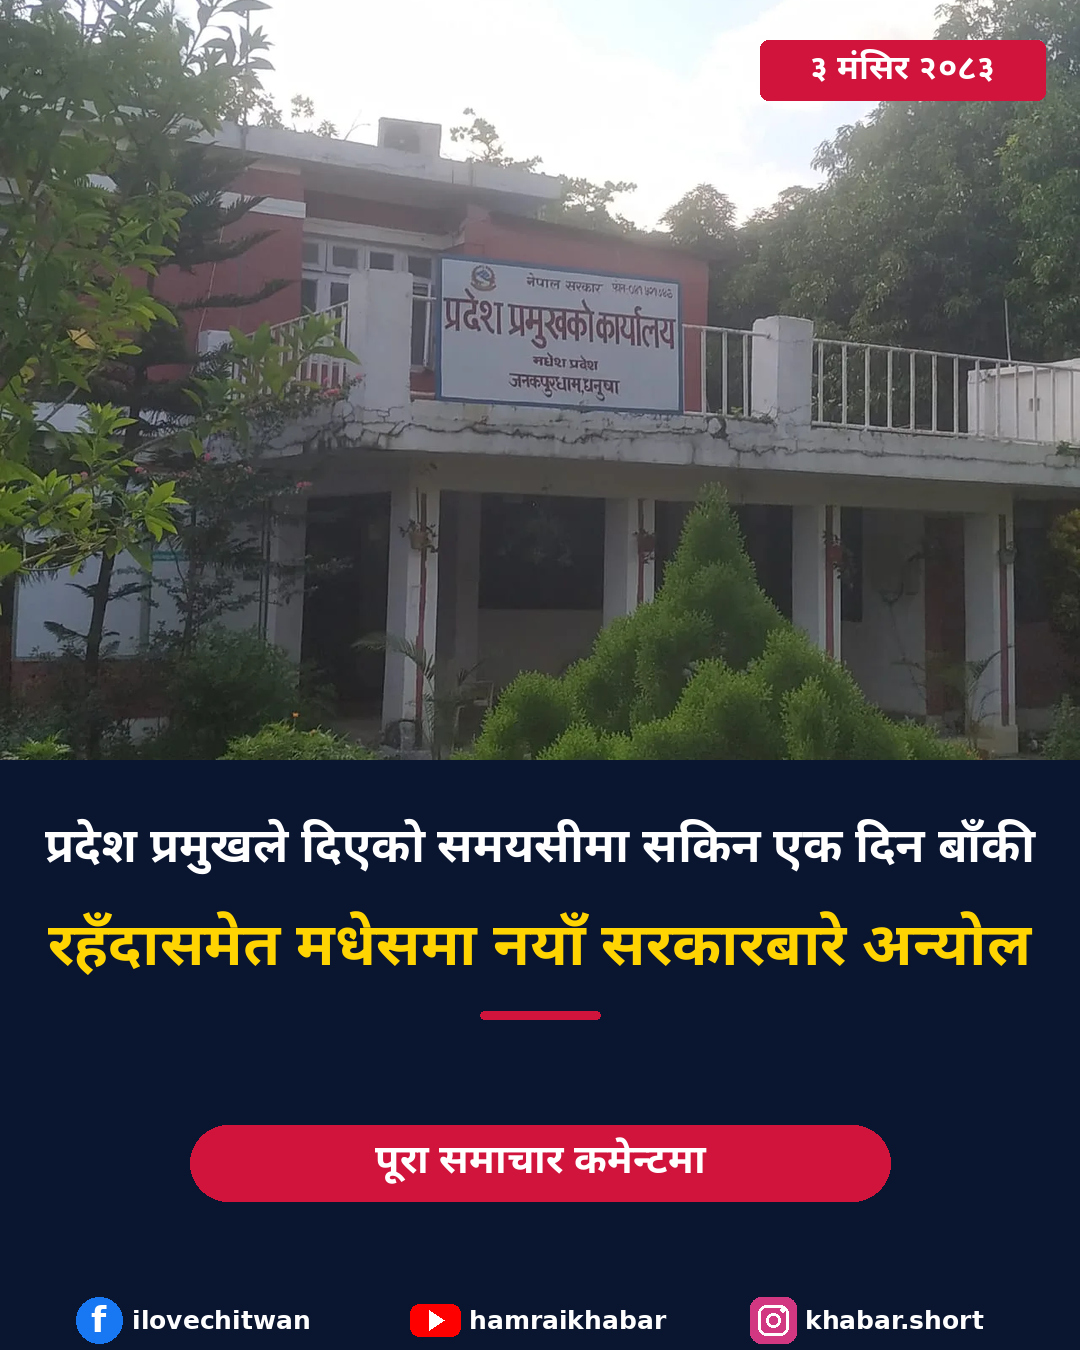 ३ मंसिर २०८३
नेपाल सरकार
प्रदेश प्रमुखको कार्यालय
मधेश प्रदेश
जनकपुरधाम,धनुषा
प्रदेश प्रमुखले दिएको समयसीमा सकिन एक दिन बाँकी
रहँदासमेत मधेसमा नयाँ सरकारबारे अन्योल
पूरा समाचार कमेन्टमा
ilovechitwan
hamraikhabar
khabar.short